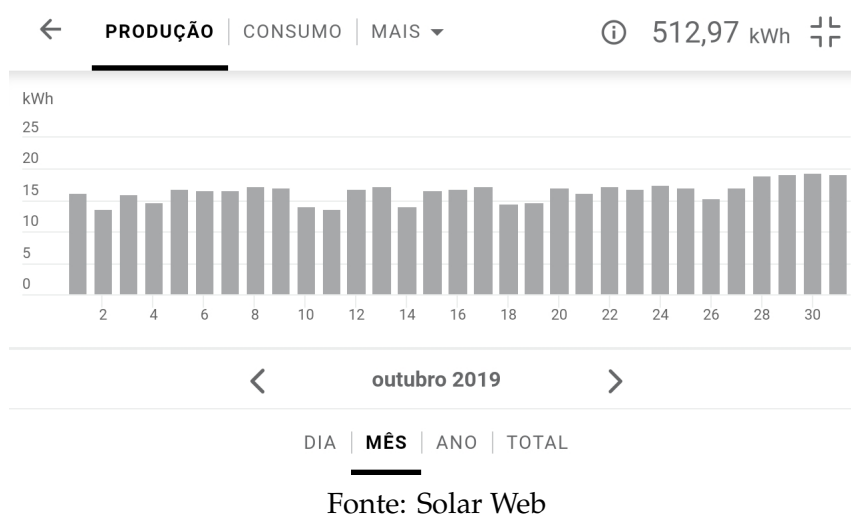 PRODUÇÃO CONSUMO MAIS 512,97 kWh
kWh
25
20
15
10
5
0
2 4 6 8 10 12 14 16 18 20 22 24 26 28 30
outubro 2019
DIA MÊS ANO TOTAL
Fonte: Solar Web